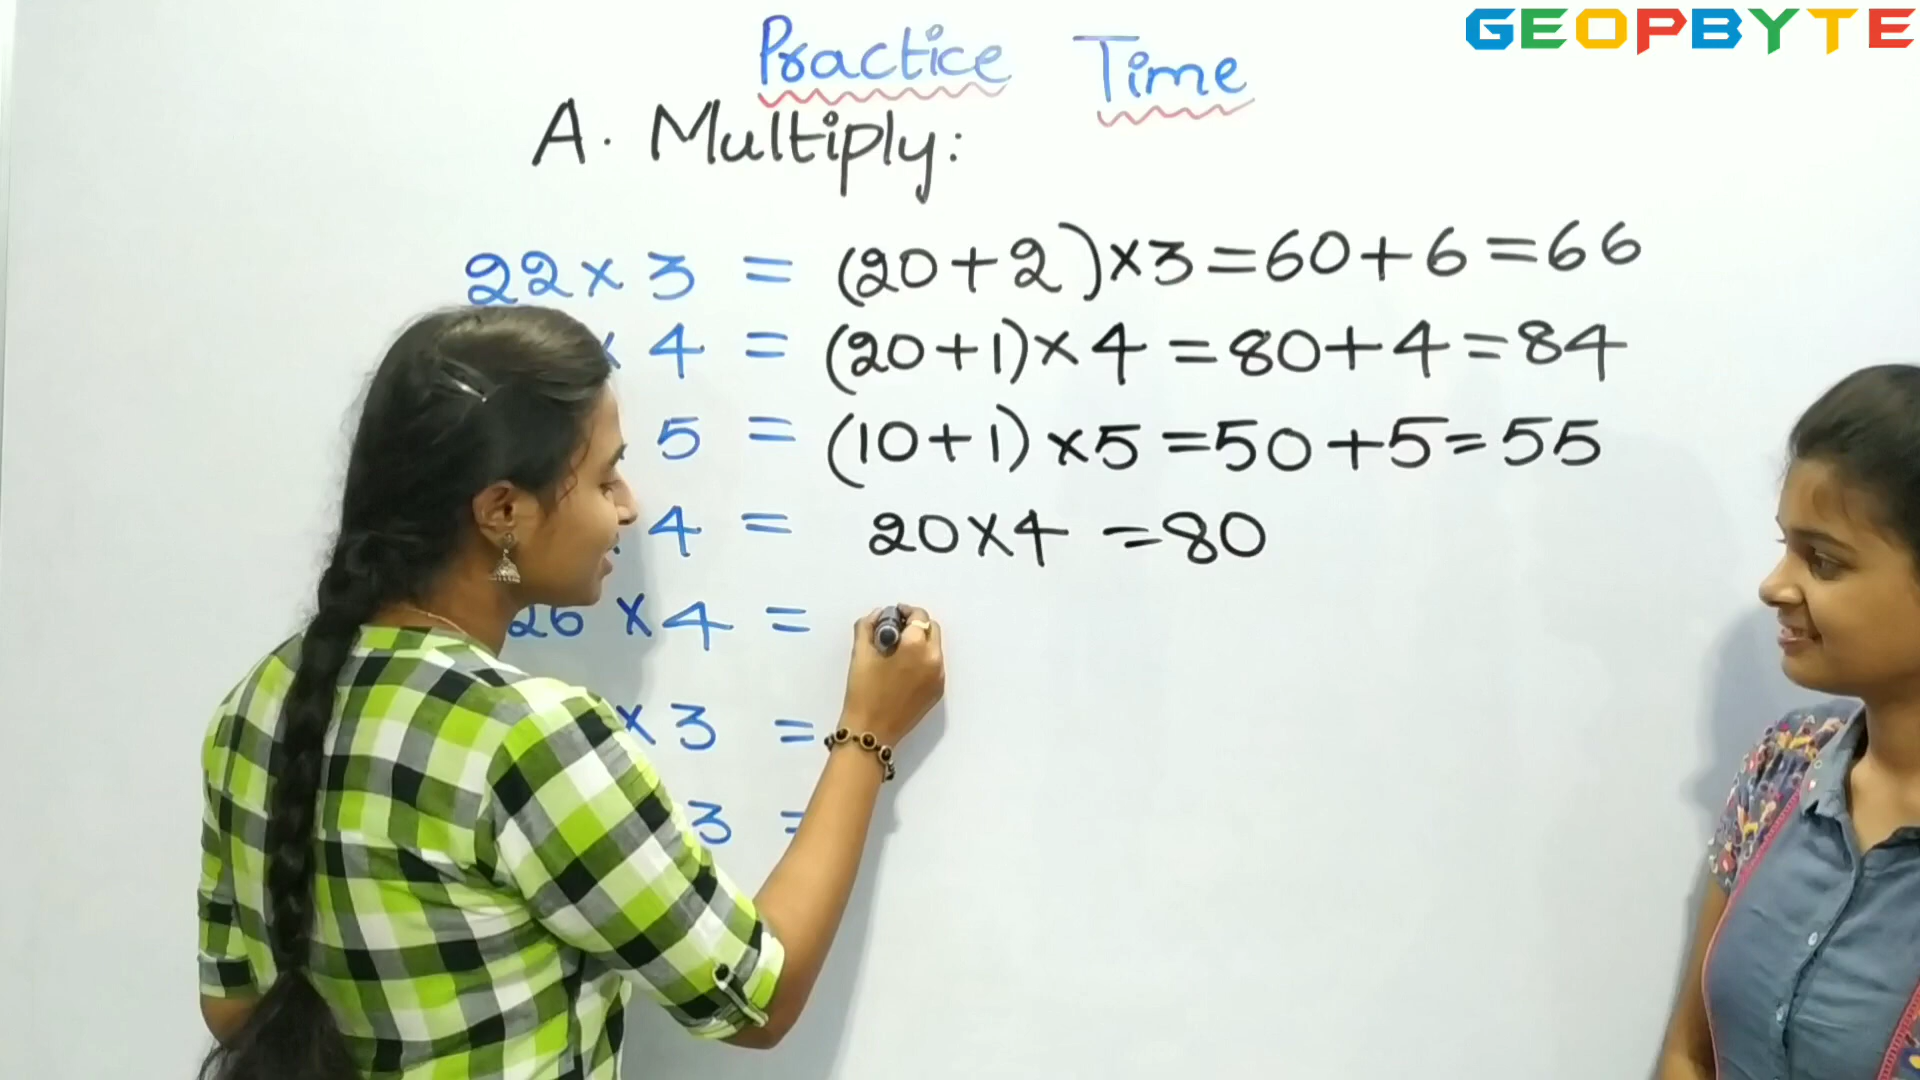 GEOPBYTE
Practice Time
A. Multiply:
22 × 3 = (20+2)×3=60+6=66
× 4 = (20+1)×4=80+4=84
5 = (10+1)×5=50+5=55
4 = 20×4=80
26 × 4 =
× 3 =
3 =